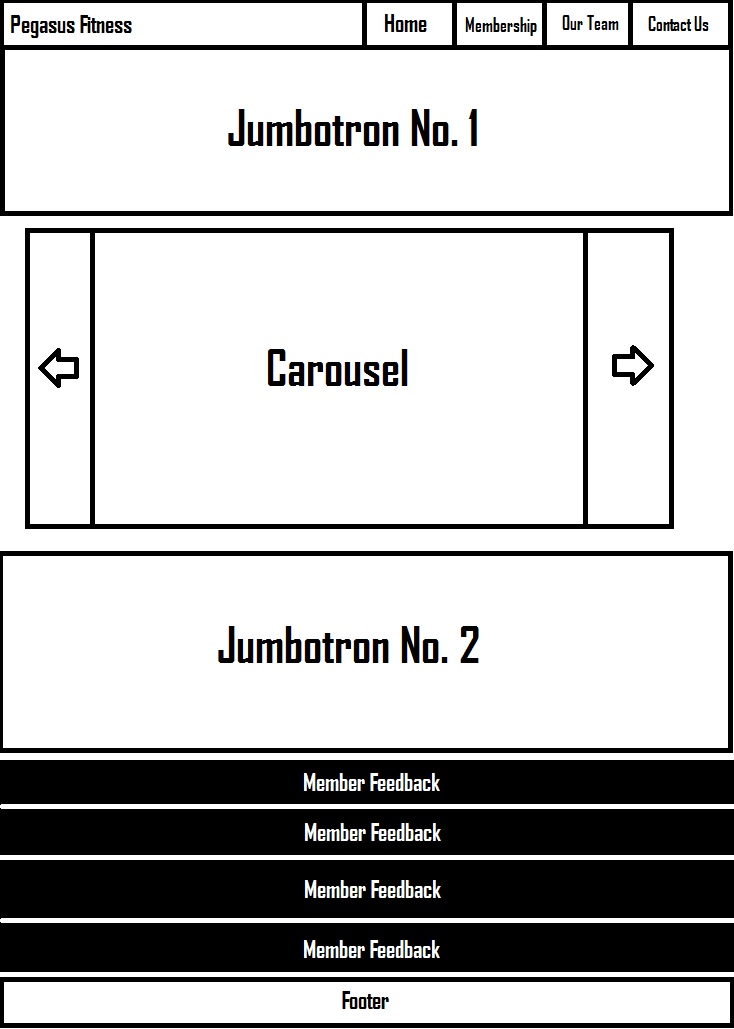 Pegasus Fitness
Home
Membership
Our Team
Contact Us
Jumbotron No. 1
Carousel
Jumbotron No. 2
Member Feedback
Member Feedback
Member Feedback
Member Feedback
Footer